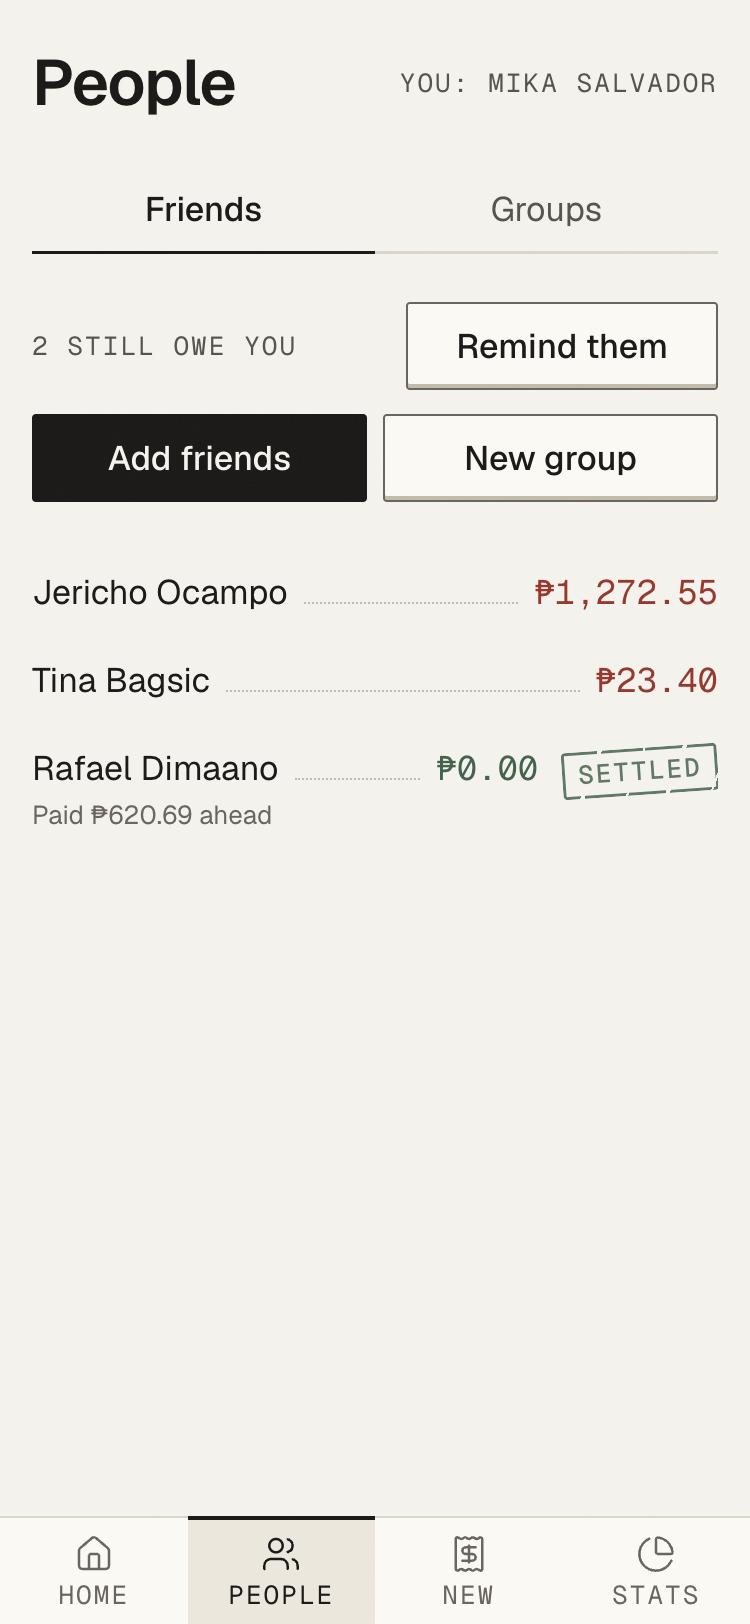 People
YOU: MIKA SALVADOR
Friends
Groups
2 STILL OWE YOU
Remind them
Add friends
New group
Jericho Ocampo ₱1,272.55
Tina Bagsic ₱23.40
Rafael Dimaano ₱0.00 SETTLED
Paid ₱620.69 ahead
HOME
PEOPLE
NEW
STATS